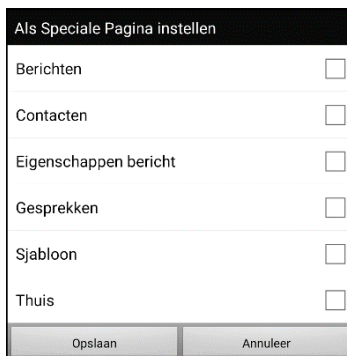 Als Speciale Pagina instellen
Berichten
Contacten
Eigenschappen bericht
Gesprekken
Sjabloon
Thuis
Opslaan Annuleer